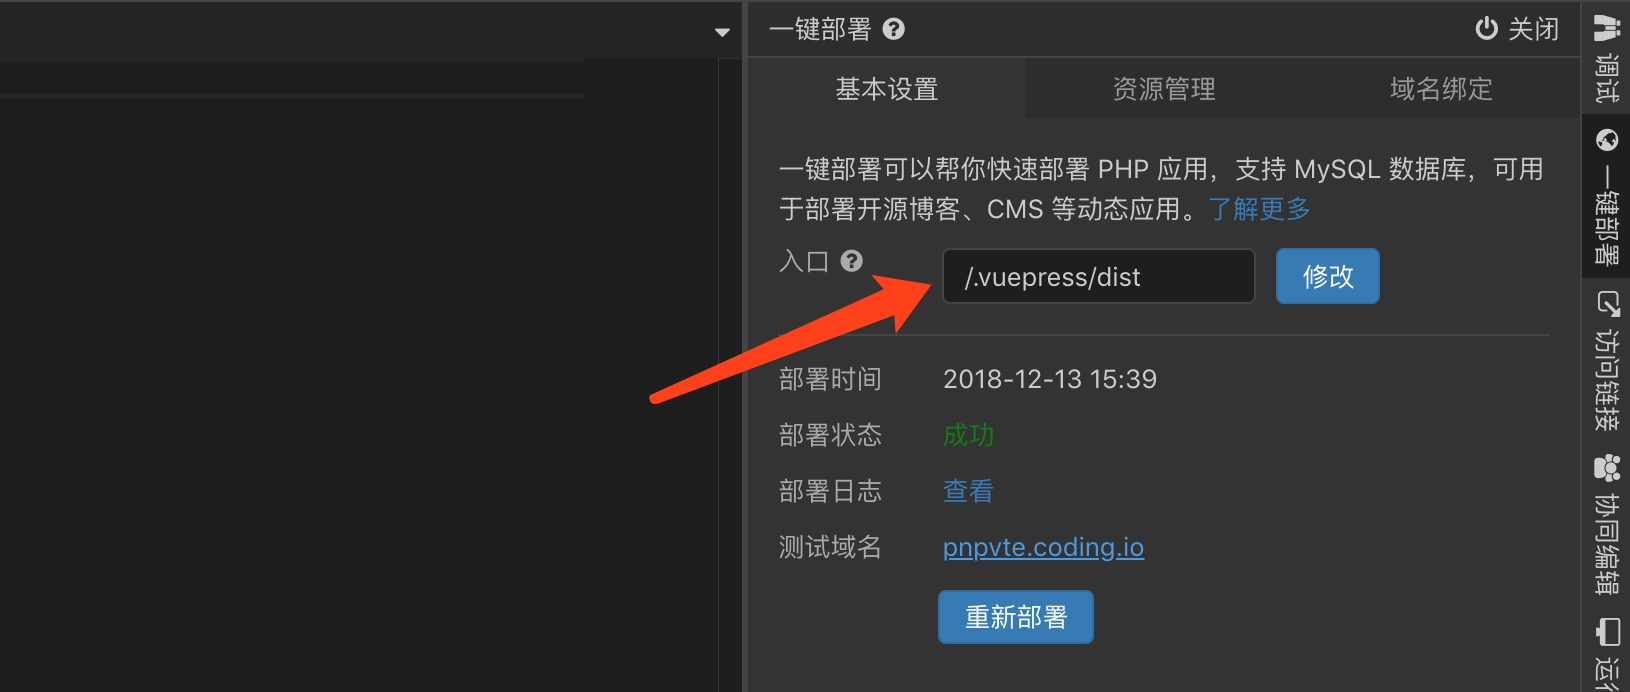 一键部署
关闭
基本设置
资源管理
域名绑定
一键部署可以帮你快速部署 PHP 应用，支持 MySQL 数据库，可用
于部署开源博客、CMS 等动态应用。了解更多
入口
/.vuepress/dist
修改
部署时间
2018-12-13 15:39
部署状态
成功
部署日志
查看
测试域名
pnpvte.coding.io
重新部署
调试
一键部署
访问链接
协同编辑